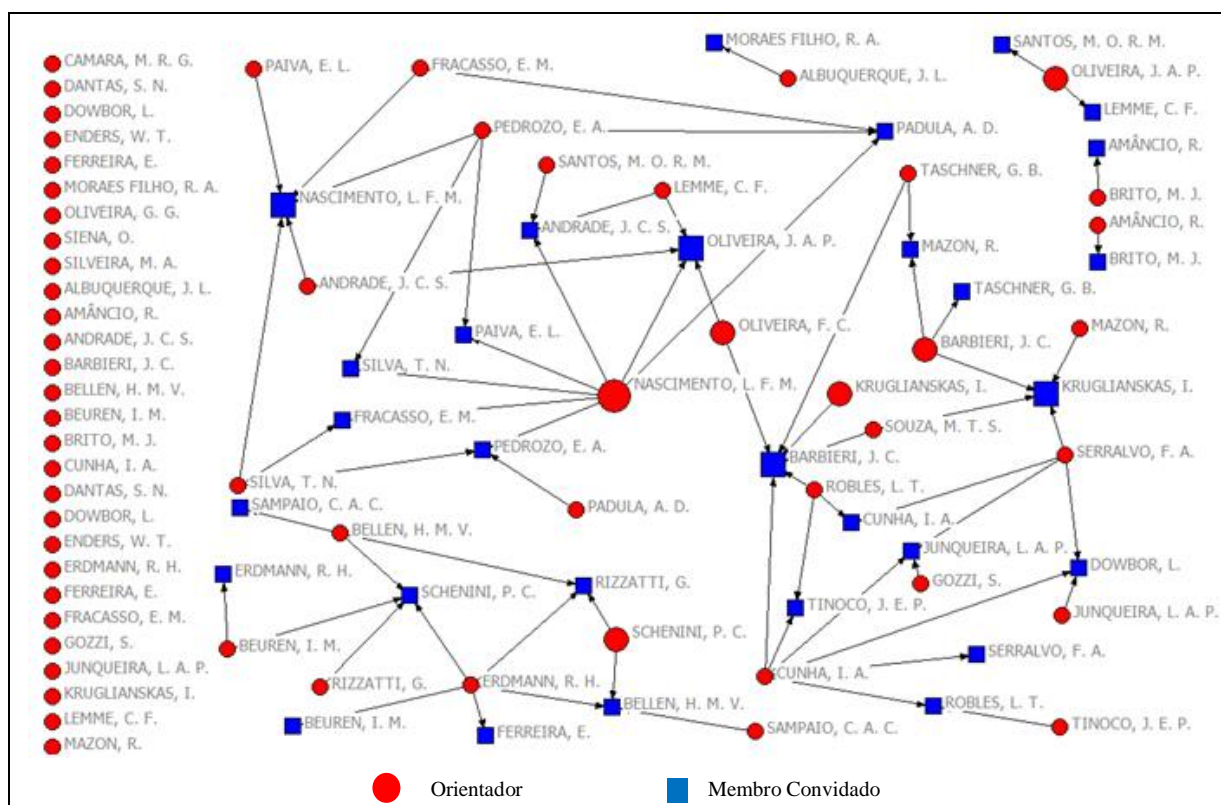 CAMARA, M. R. G.
DANTAS, S. N.
DOWBOR, L.
ENDERS, W. T.
FERREIRA, E.
MORAES FILHO, R. A.
OLIVEIRA, G. G.
SIENA, O.
SILVEIRA, M. A.
ALBUQUERQUE, J. L.
AMÂNCIO, R.
ANDRADE, J. C. S.
BARBIERI, J. C.
BELLEN, H. M. V.
BEUREN, I. M.
BRITO, M. J.
CUNHA, I. A.
DANTAS, S. N.
DOWBOR, L.
ENDERS, W. T.
ERDMANN, R. H.
FERREIRA, E.
FRACASSO, E. M.
GOZZI, S.
JUNQUEIRA, L. A. P.
KRUGLIANSKAS, I.
LEMME, C. F.
MAZON, R.
PAIVA, E. L.
FRACASSO, E. M.
MORAES FILHO, R. A.
ALBUQUERQUE, J. L.
SANTOS, M. O. R. M.
OLIVEIRA, J. A. P.
LEMME, C. F.
PEDROZO, E. A.
PADULA, A. D.
AMÂNCIO, R.
SANTOS, M. O. R. M.
LEMME, C. F.
TASCHNER, G. B.
BRITO, M. J.
AMÂNCIO, R.
NASCIMENTO, L. F. M.
ANDRADE, J. C. S.
OLIVEIRA, J. A. P.
MAZON, R.
BRITO, M. J.
ANDRADE, J. C. S.
TASCHNER, G. B.
PAIVA, E. L.
OLIVEIRA, F. C.
BARBIERI, J. C.
MAZON, R.
SILVA, T. N.
NASCIMENTO, L. F. M.
KRUGLIANSKAS, I.
KRUGLIANSKAS, I.
FRACASSO, E. M.
SOUZA, M. T. S.
PEDROZO, E. A.
BARBIERI, J. C.
SERRALVO, F. A.
SILVA, T. N.
ROBLES, L. T.
SAMPAIO, C. A. C.
PADULA, A. D.
CUNHA, I. A.
BELLEN, H. M. V.
JUNQUEIRA, L. A. P.
ERDMANN, R. H.
SCHENINI, P. C.
RIZZATTI, G.
GOZZI, S.
DOWBOR, L.
TINOCO, J. E. P.
JUNQUEIRA, L. A. P.
BEUREN, I. M.
SCHENINI, P. C.
SERRALVO, F. A.
RIZZATTI, G.
ERDMANN, R. H.
CUNHA, I. A.
BELLEN, H. M. V.
ROBLES, L. T.
BEUREN, I. M.
FERREIRA, E.
SAMPAIO, C. A. C.
TINOCO, J. E. P.
Orientador
Membro Convidado